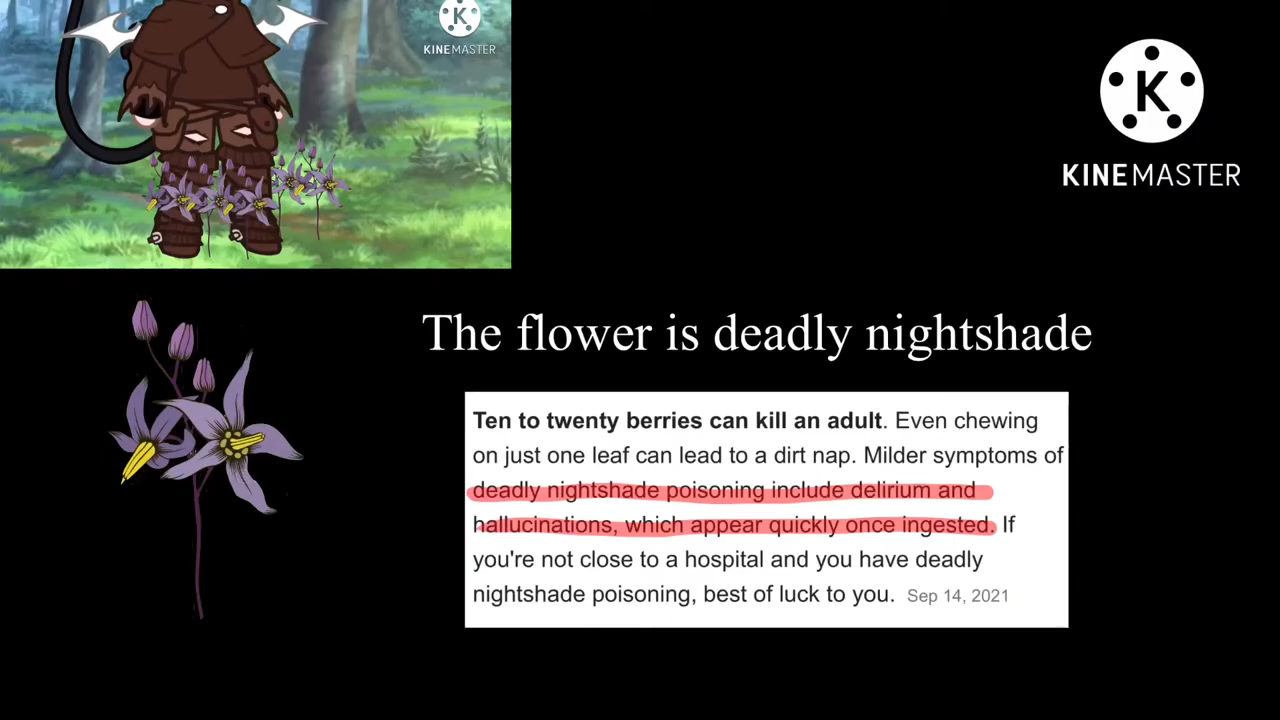 K
KINEMASTER
K
KINEMASTER
The flower is deadly nightshade
Ten to twenty berries can kill an adult. Even chewing
on just one leaf can lead to a dirt nap. Milder symptoms of
deadly nightshade poisoning include delirium and
hallucinations, which appear quickly once ingested. If
you're not close to a hospital and you have deadly
nightshade poisoning, best of luck to you. Sep 14, 2021